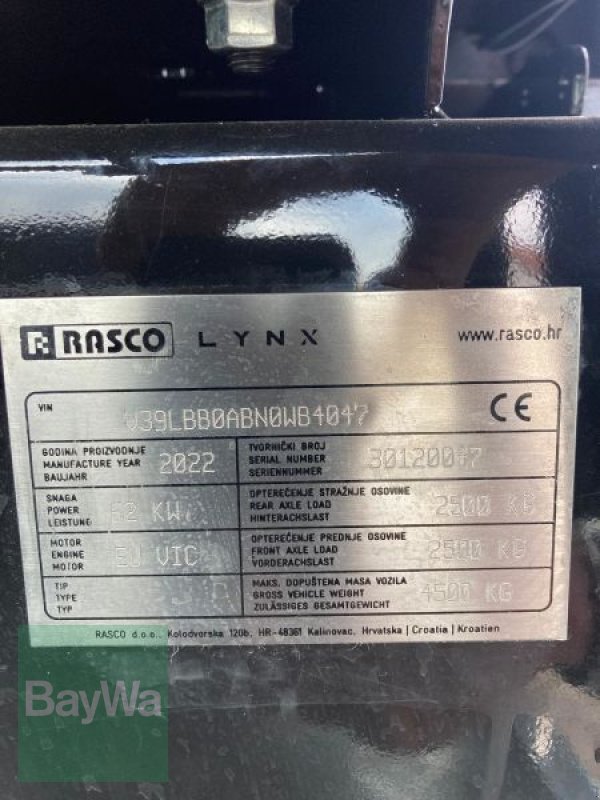 RASCO LYNX www.rasco.hr
VIN V39LBB0ABN0WB4047 CE
GODINA PROIZVODNJE
MANUFACTURE YEAR
BAUJAHR
2022
TVORNIČKI BROJ
SERIAL NUMBER
SERIENNUMMER
30120047
SNAGA
POWER
LEISTUNG
KW
OPTEREĆENJE STRAŽNJE OSOVINE
REAR AXLE LOAD
HINTERACHSLAST
2500 KG
MOTOR
ENGINE
MOTOR
EU VIC
OPTEREĆENJE PREDNJE OSOVINE
FRONT AXLE LOAD
VORDERACHSLAST
2500 KG
TIP
TYPE
TYP
MAKS. DOPUŠTENA MASA VOZILA
GROSS VEHICLE WEIGHT
ZULÄSSIGES GESAMTGEWICHT
4500 KG
RASCO d.o.o., Kolodvorska 120b, HR-48361 Kalinovac, Hrvatska | Croatia | Kroatien
BayWa